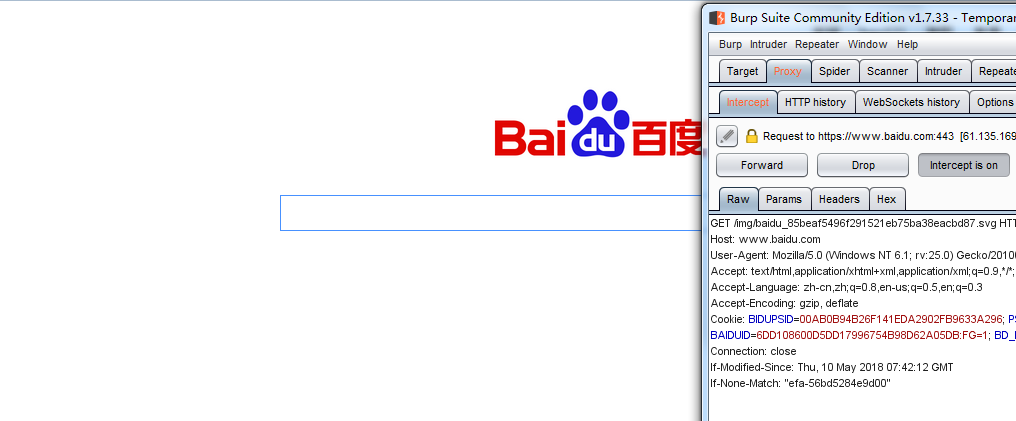 Bai du 百度
Burp Suite Community Edition v1.7.33 - Temporar
Burp Intruder Repeater Window Help
Target Proxy Spider Scanner Intruder Repeate
Intercept HTTP history WebSockets history Options
Request to https://www.baidu.com:443 [61.135.169
Forward Drop Intercept is on
Raw Params Headers Hex
GET /img/baidu_85beaf5496f291521eb75ba38eacbd87.svg HTT
Host: www.baidu.com
User-Agent: Mozilla/5.0 (Windows NT 6.1; rv:25.0) Gecko/20100
Accept: text/html,application/xhtml+xml,application/xml;q=0.9,*/*;
Accept-Language: zh-cn,zh;q=0.8,en-us;q=0.5,en;q=0.3
Accept-Encoding: gzip, deflate
Cookie: BIDUPSID=00AB0B94B26F141EDA2902FB9633A296; PS
BAIDUID=6DD108600D5DD17996754B98D62A05DB:FG=1; BD_
Connection: close
If-Modified-Since: Thu, 10 May 2018 07:42:12 GMT
If-None-Match: "efa-56bd5284e9d00"